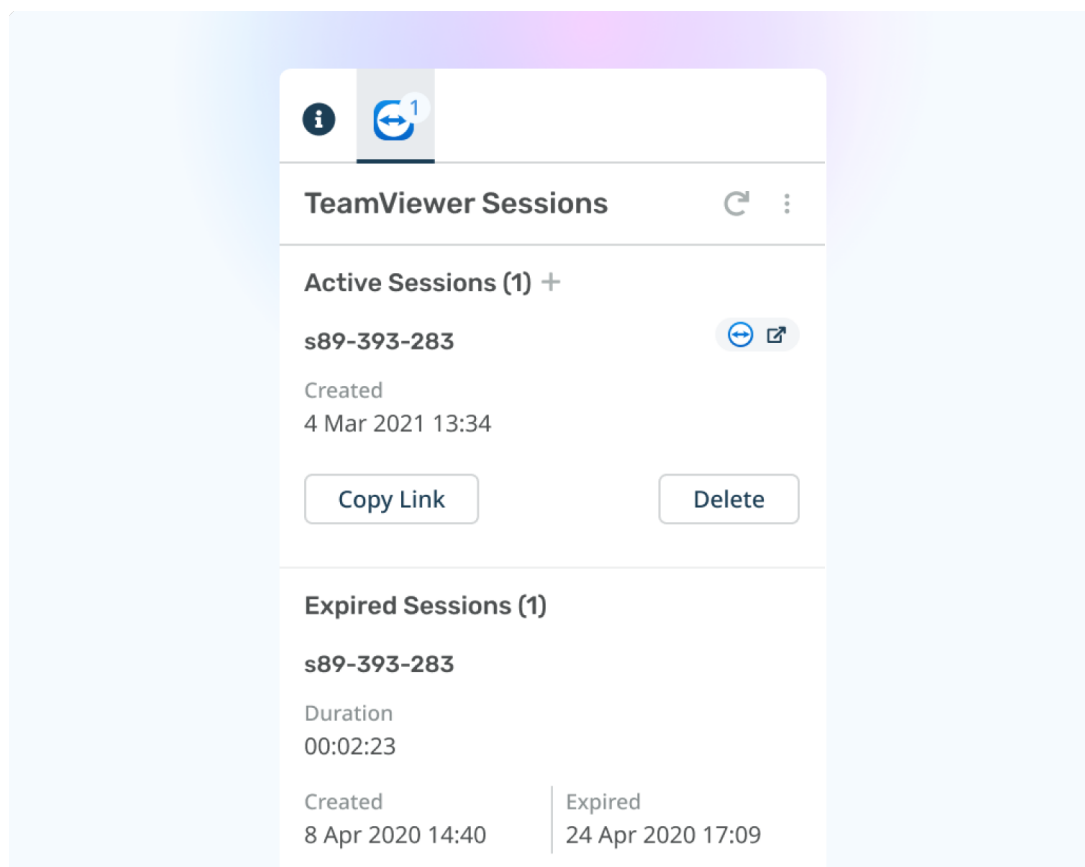 1
TeamViewer Sessions
Active Sessions (1)
s89-393-283
Created
4 Mar 2021 13:34
Copy Link
Delete
Expired Sessions (1)
s89-393-283
Duration
00:02:23
Created
8 Apr 2020 14:40
Expired
24 Apr 2020 17:09